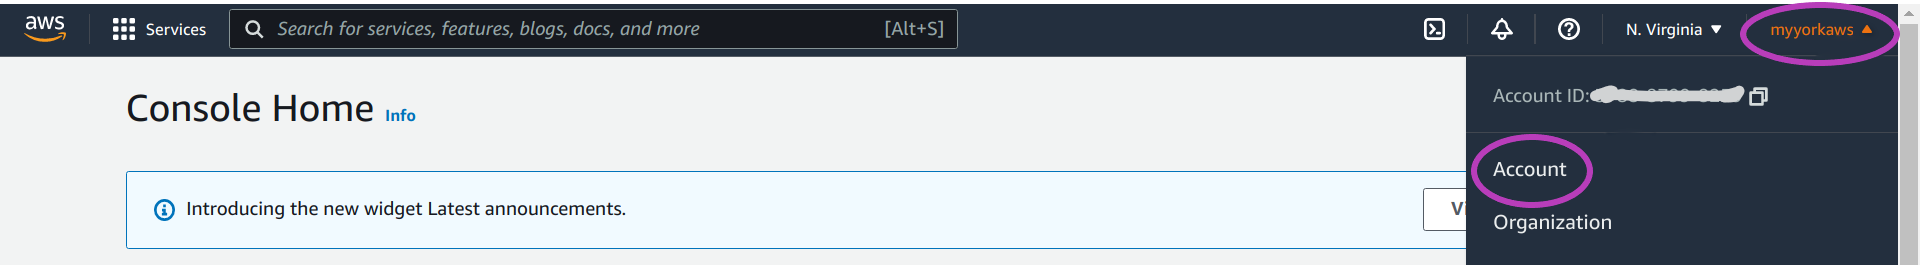 aws
Services
Search for services, features, blogs, docs, and more [Alt+S]
N. Virginia
myyorkaws
Account ID:
Console Home Info
Account
Introducing the new widget Latest announcements.
Organization